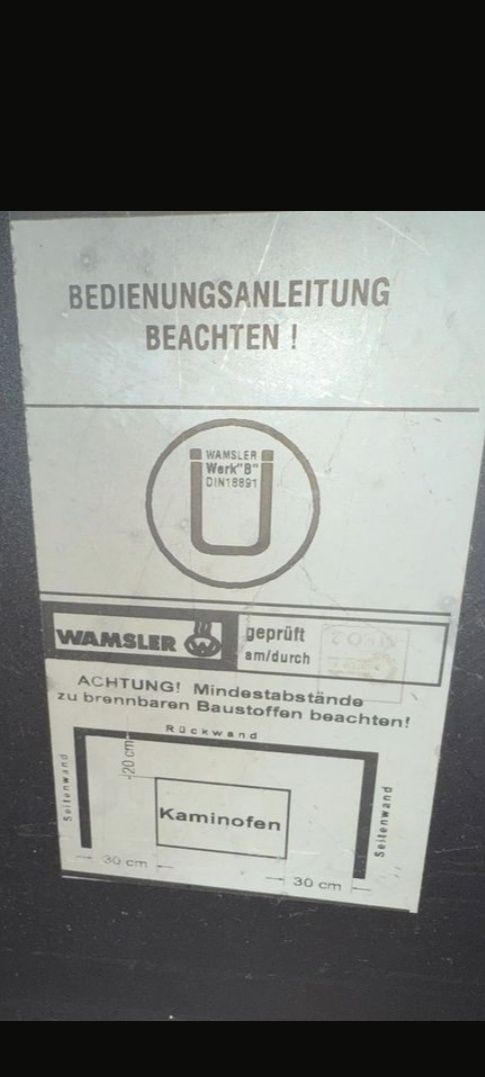 BEDIENUNGSANLEITUNG
BEACHTEN !
WAMSLER
Werk"B"
DIN18891
WAMSLER
geprüft
am/durch
ACHTUNG! Mindestabstände
zu brennbaren Baustoffen beachten!
Rückwand
20 cm
Seitenwand
Kaminofen
Seitenwand
30 cm
30 cm